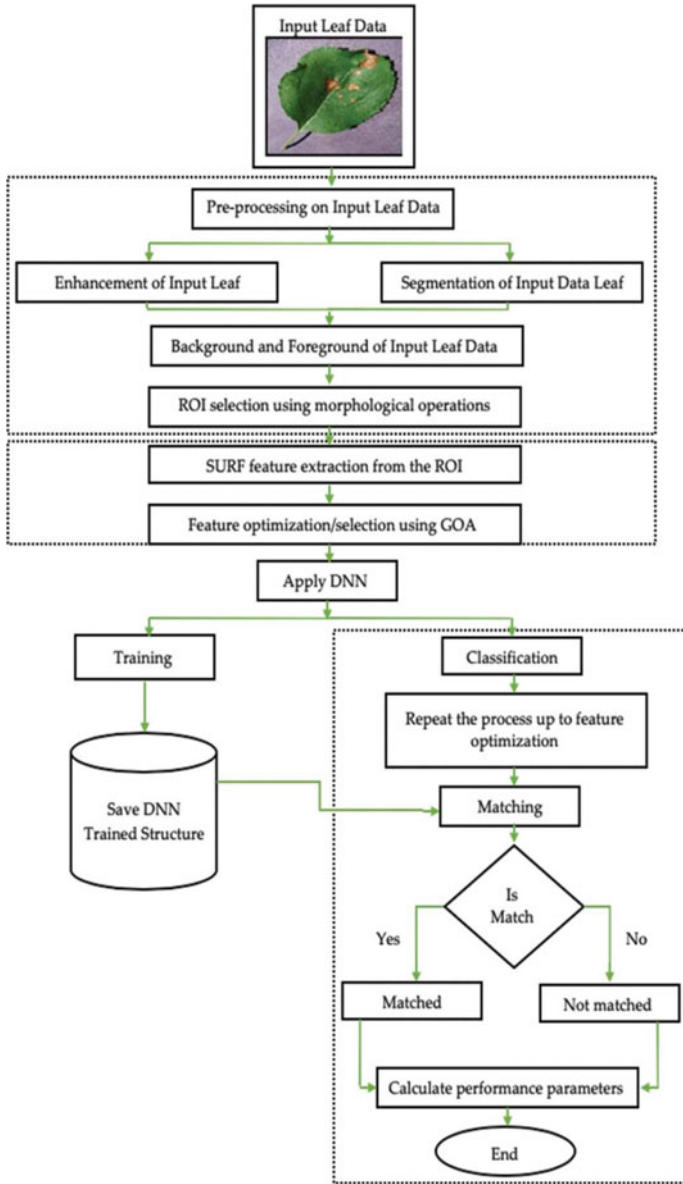 Input Leaf Data
Pre-processing on Input Leaf Data
Enhancement of Input Leaf
Segmentation of Input Data Leaf
Background and Foreground of Input Leaf Data
ROI selection using morphological operations
SURF feature extraction from the ROI
Feature optimization/selection using GOA
Apply DNN
Training
Classification
Repeat the process up to feature
optimization
Save DNN
Trained Structure
Matching
Is
Match
Yes
No
Matched
Not matched
Calculate performance parameters
End